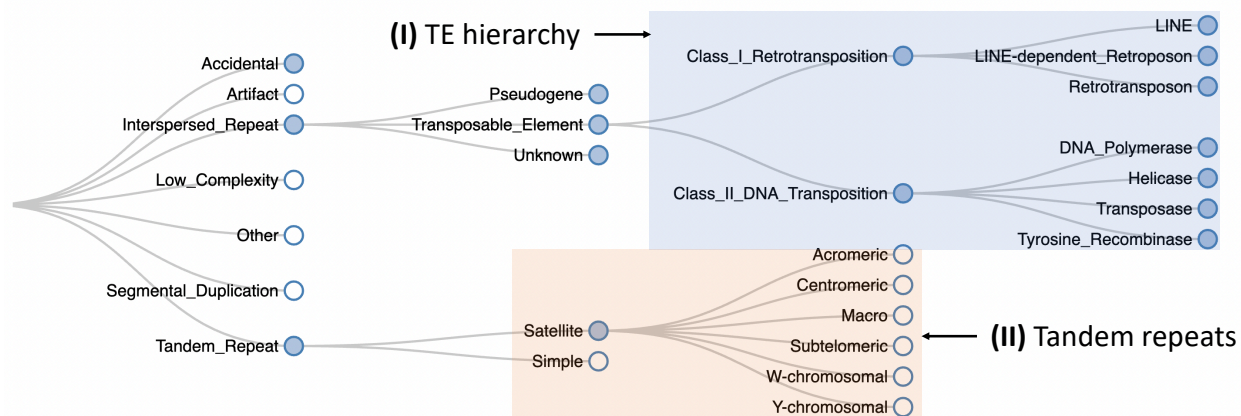 (I) TE hierarchy
Accidental
Artifact
Interspersed_Repeat
Low_Complexity
Other
Segmental_Duplication
Tandem_Repeat
Pseudogene
Transposable_Element
Unknown
Satellite
Simple
Class_I_Retrotransposition
Class_II_DNA_Transposition
Acromeric
Centromeric
Macro
Subtelomeric
W-chromosomal
Y-chromosomal
LINE
LINE-dependent_Retroposon
Retrotransposon
DNA_Polymerase
Helicase
Transposase
Tyrosine_Recombinase
(II) Tandem repeats